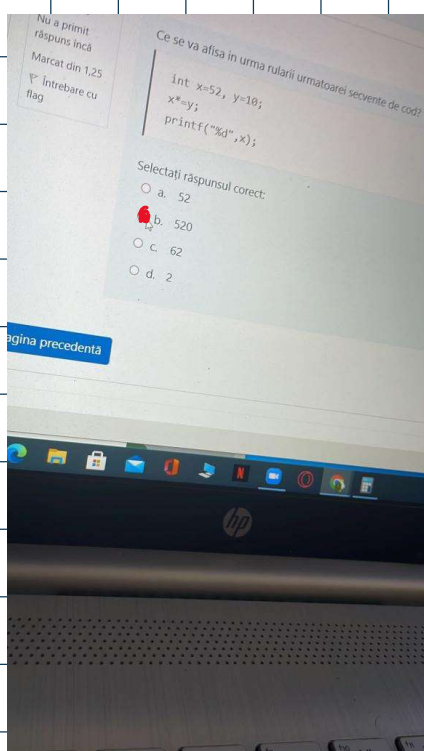 Nu a primit
răspuns încă
Marcat din 1,25
Întrebare cu
flag
Ce se va afisa in urma rularii urmatoarei secvente de cod?
int x=52, y=10;
x*=y;
printf("%d",x);
Selectați răspunsul corect:
a. 52
b. 520
c. 62
d. 2
agina precedentă
N
hp